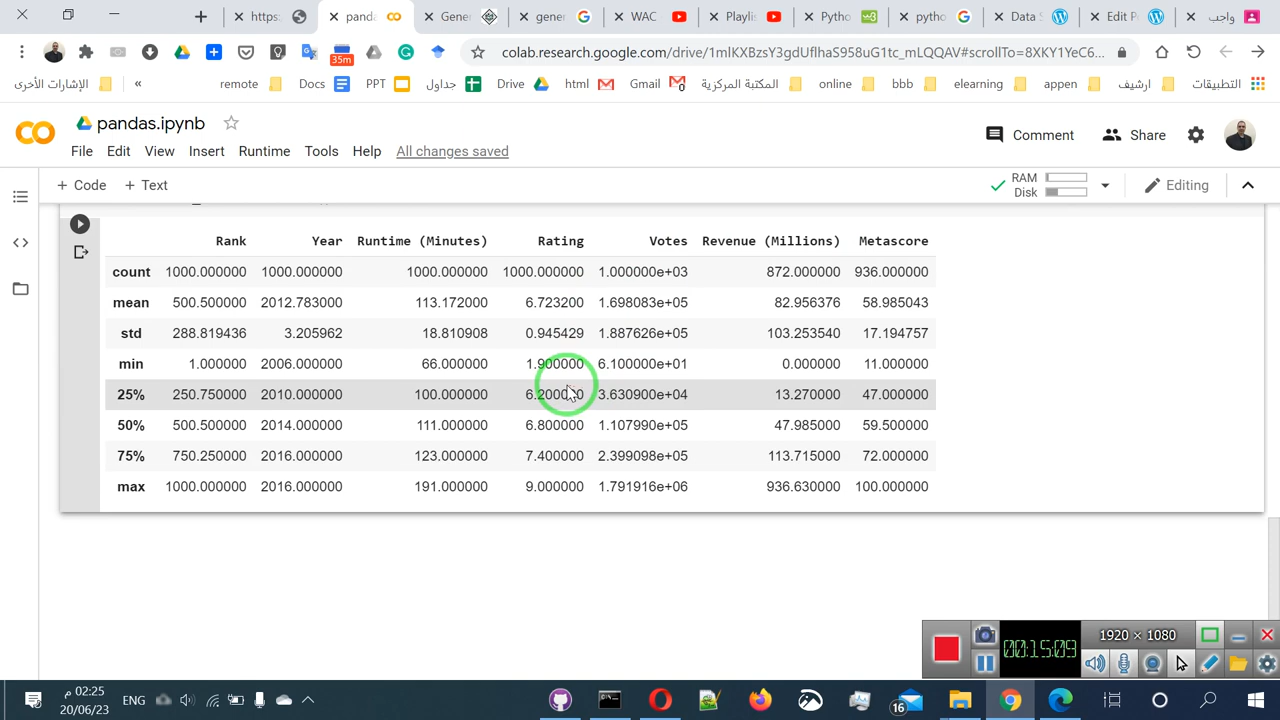 https:
panda
Gener
gener
WAC
Playlis
Pytho
w3
pytho
Data S
Edit P
واجب
colab.research.google.com/drive/1mlKXBzsY3gdUflhaS958uG1tc_mLQQAV#scrollTo=8XjY1YeC6...
35m
الإشارات الأخرى
«
remote
Docs
PPT
جداول
Drive
html
Gmail
المكتبة المركزية
online
bbb
elearning
appen
ارشيف
التطبيقات
pandas.ipynb
Comment
Share
File Edit View Insert Runtime Tools Help All changes saved
+ Code + Text
RAM
Disk
Editing
Rank Year Runtime (Minutes) Rating Votes Revenue (Millions) Metascore
count 1000.000000 1000.000000 1000.000000 1000.000000 1.000000e+03 872.000000 936.000000
mean 500.500000 2012.783000 113.172000 6.723200 1.698083e+05 82.956376 58.985043
std 288.819436 3.205962 18.810908 0.945429 1.887626e+05 103.253540 17.194757
min 1.000000 2006.000000 66.000000 1.900000 6.100000e+01 0.000000 11.000000
25% 250.750000 2010.000000 100.000000 6.200000 3.630900e+04 13.270000 47.000000
50% 500.500000 2014.000000 111.000000 6.800000 1.107990e+05 47.985000 59.500000
75% 750.250000 2016.000000 123.000000 7.400000 2.399098e+05 113.715000 72.000000
max 1000.000000 2016.000000 191.000000 9.000000 1.791916e+06 936.630000 100.000000
00:15:09
1920 × 1080
02:25 م
20/06/23
ENG
16